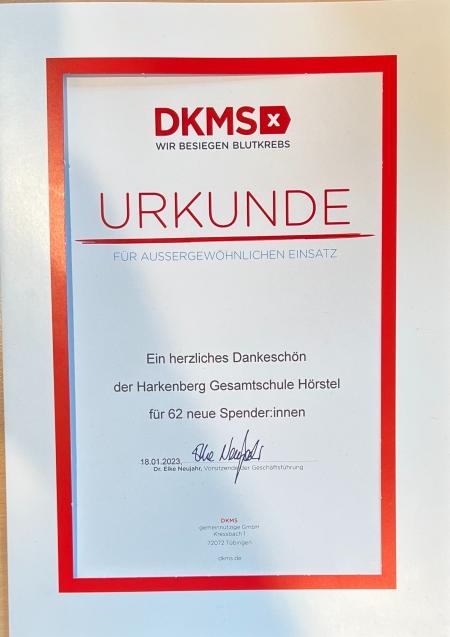 DKMS x
WIR BESIEGEN BLUTKREBS
URKUNDE
FÜR AUSSERGEWÖHNLICHEN EINSATZ
Ein herzliches Dankeschön
der Harkenberg Gesamtschule Hörstel
für 62 neue Spender:innen
18.01.2023, Elke Neujahr
Dr. Elke Neujahr, Vorsitzende der Geschäftsführung
DKMS
gemeinnützige GmbH
Kressbach 1
72072 Tübingen
dkms.de